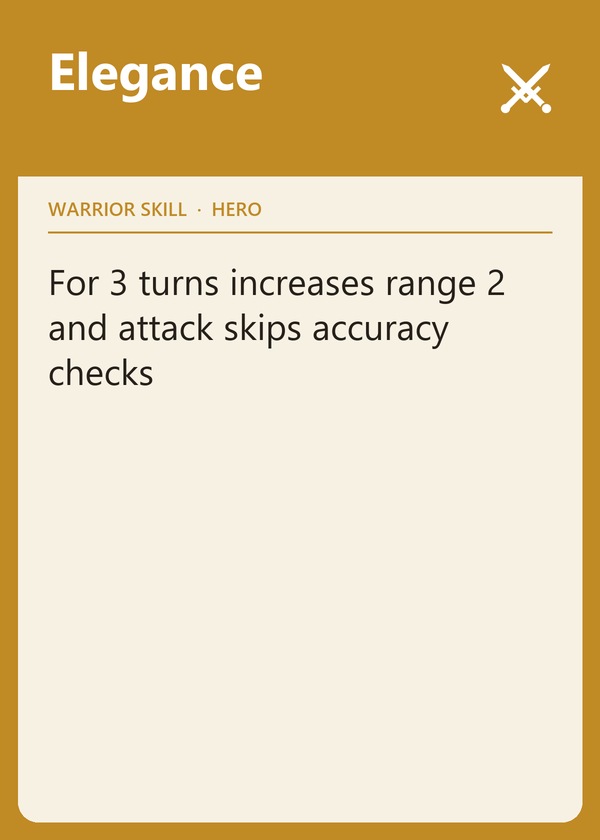 Elegance
WARRIOR SKILL · HERO
For 3 turns increases range 2
and attack skips accuracy
checks